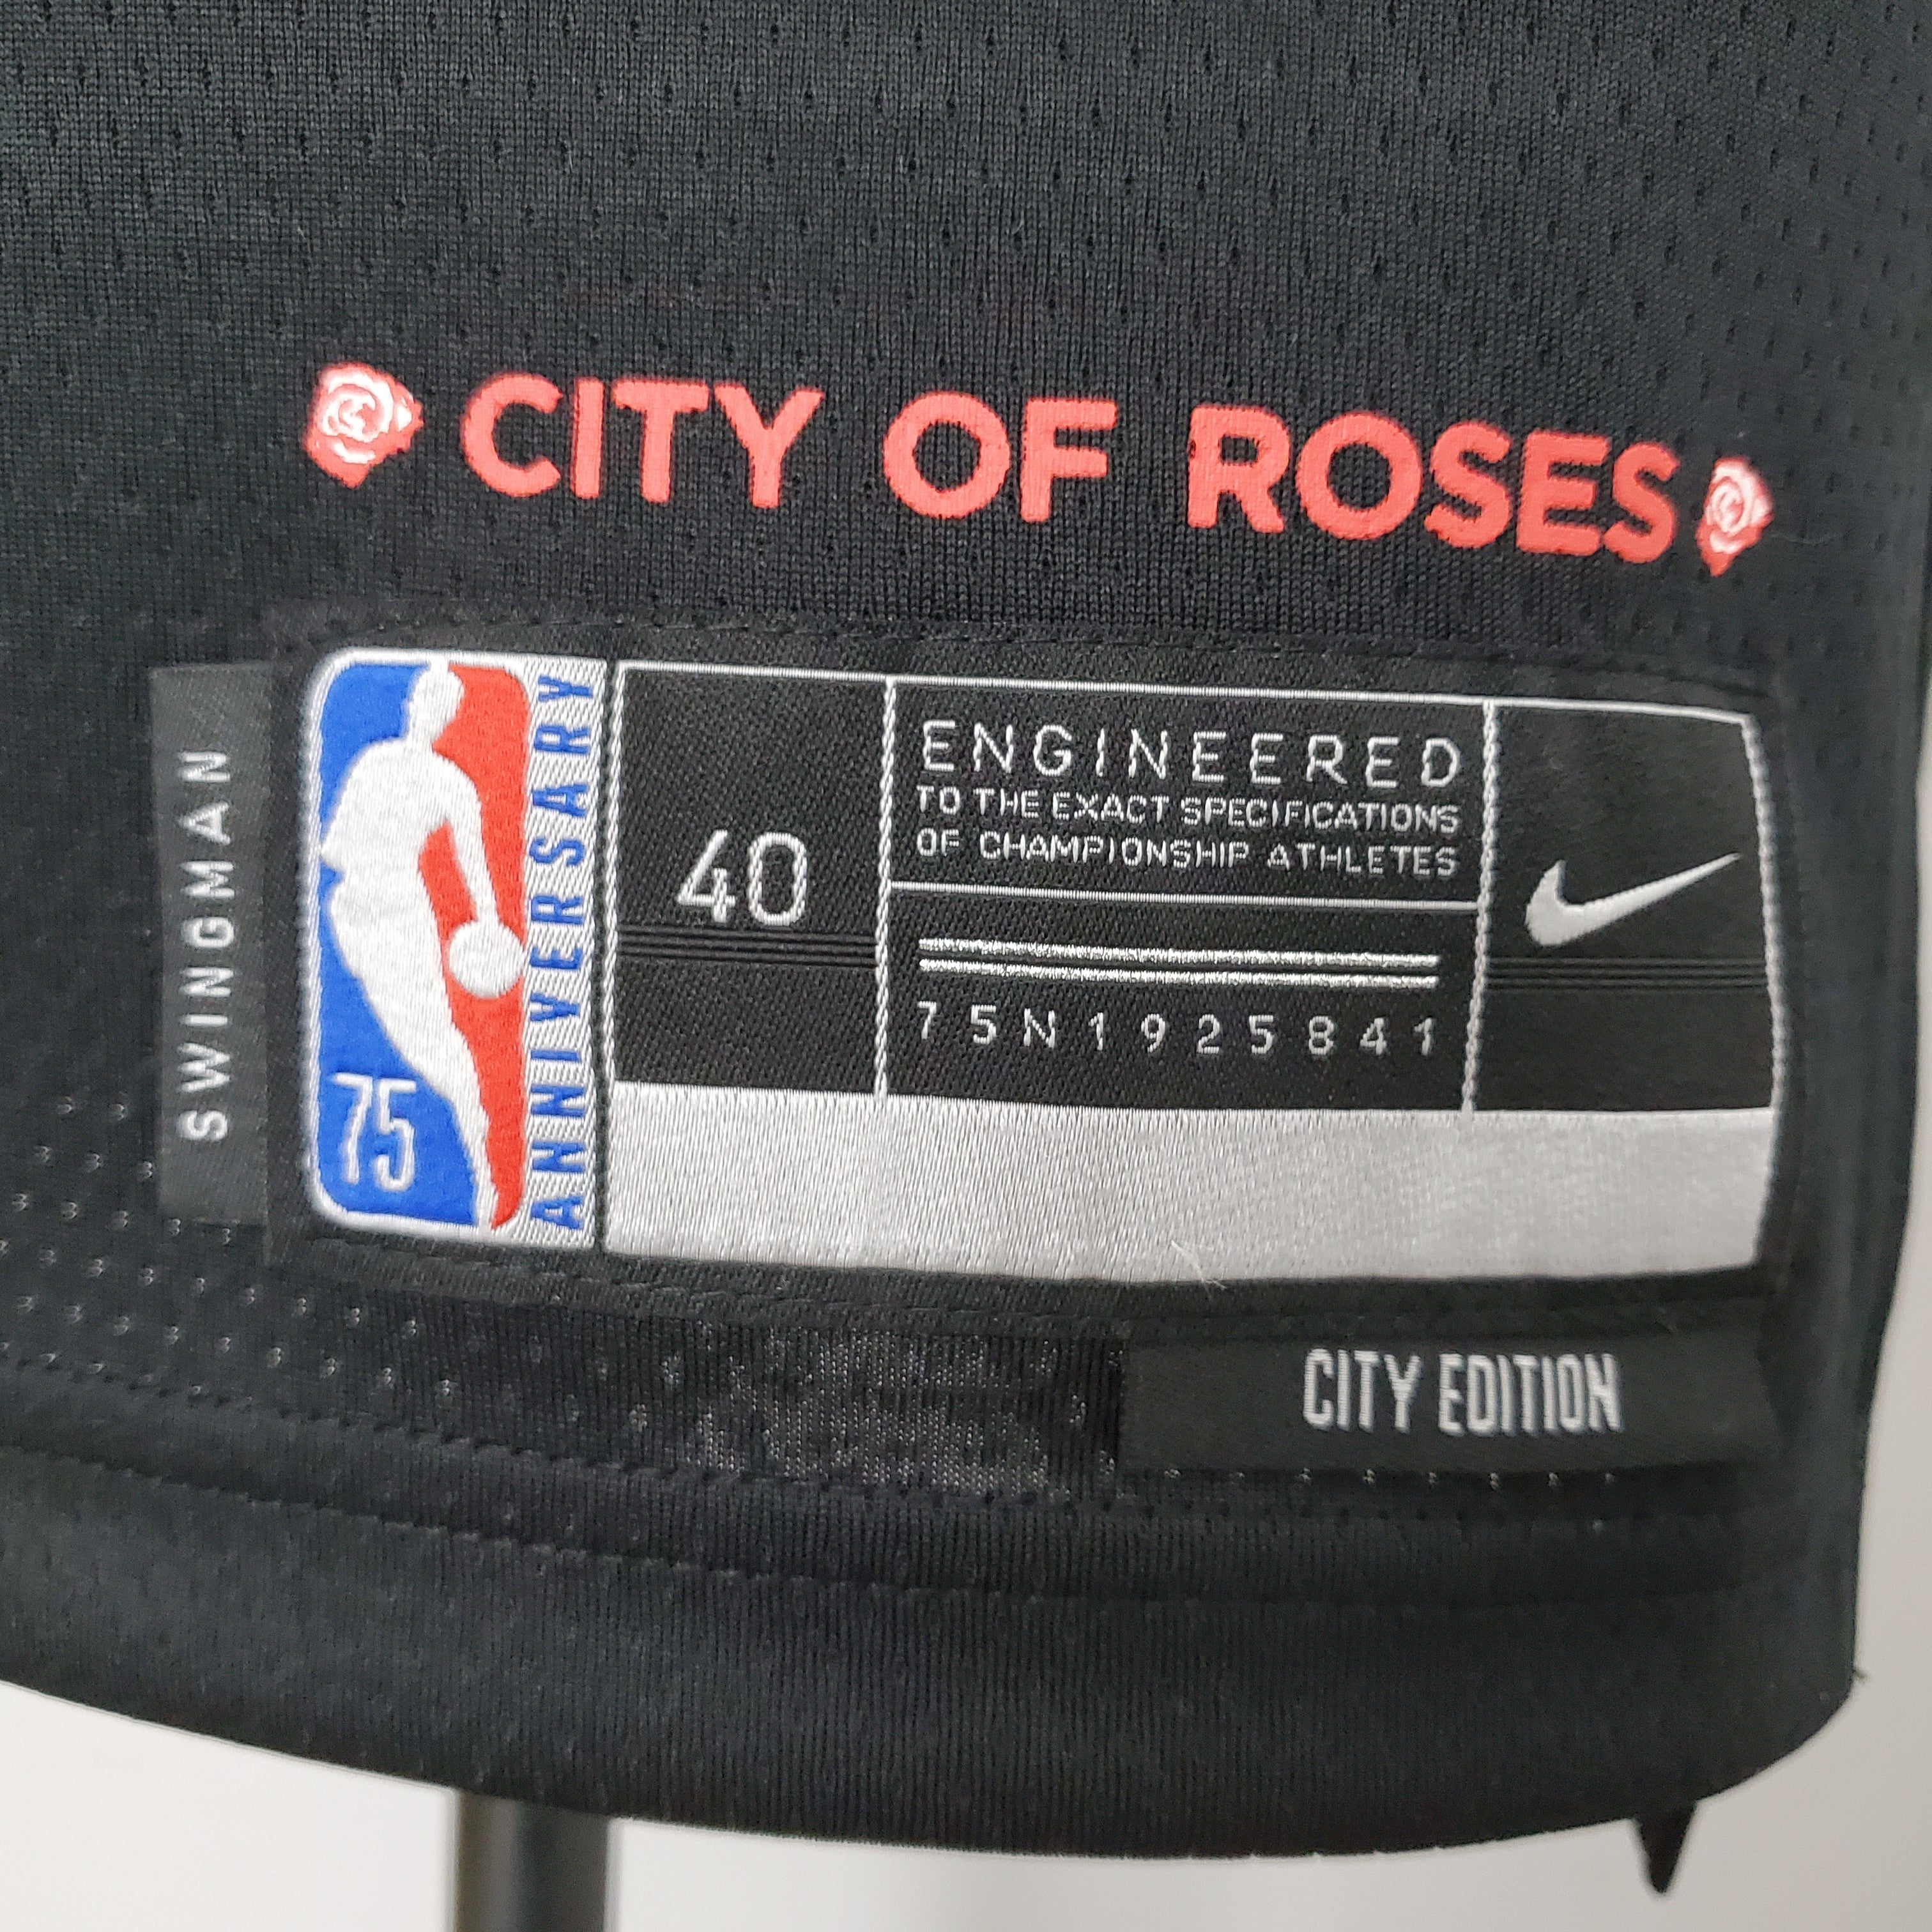 CITY OF ROSES
SWINGMAN
75
ANNIVERSARY
40
ENGINEERED
TO THE EXACT SPECIFICATIONS
OF CHAMPIONSHIP ATHLETES
75N1925841
CITY EDITION